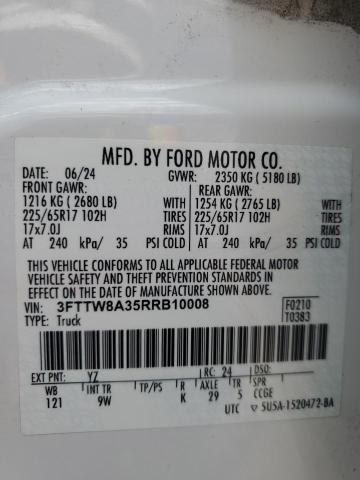 MFD. BY FORD MOTOR CO.
DATE: 06/24 GVWR: 2350 KG ( 5180 LB)
FRONT GAWR: REAR GAWR:
1216 KG ( 2680 LB) WITH 1254 KG ( 2765 LB) WITH
225/65R17 102H TIRES 225/65R17 102H TIRES
17x7.0J RIMS 17x7.0J RIMS
AT 240 kPa/ 35 PSI COLD AT 240 kPa/ 35 PSI COLD
THIS VEHICLE CONFORMS TO ALL APPLICABLE FEDERAL MOTOR
VEHICLE SAFETY AND THEFT PREVENTION STANDARDS IN
EFFECT ON THE DATE OF MANUFACTURE SHOWN ABOVE.
VIN: 3FTTW8A35RRB10008 F0210
TYPE: Truck T0383
EXT PNT: YZ RC: 24 DSO:
WB INT TR TP/PS R AXLE TR SPR
121 9W K 29 5 CCGE
UTC 5U5A-1520472-BA